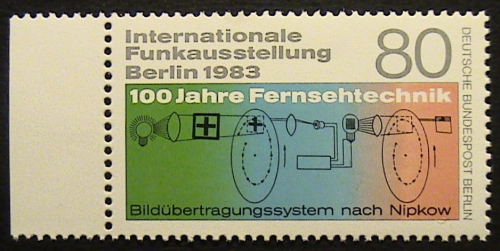 Internationale
Funkausstellung
Berlin 1983
80
100 Jahre Fernsehtechnik
Bildübertragungssystem nach Nipkow
DEUTSCHE BUNDESPOST BERLIN